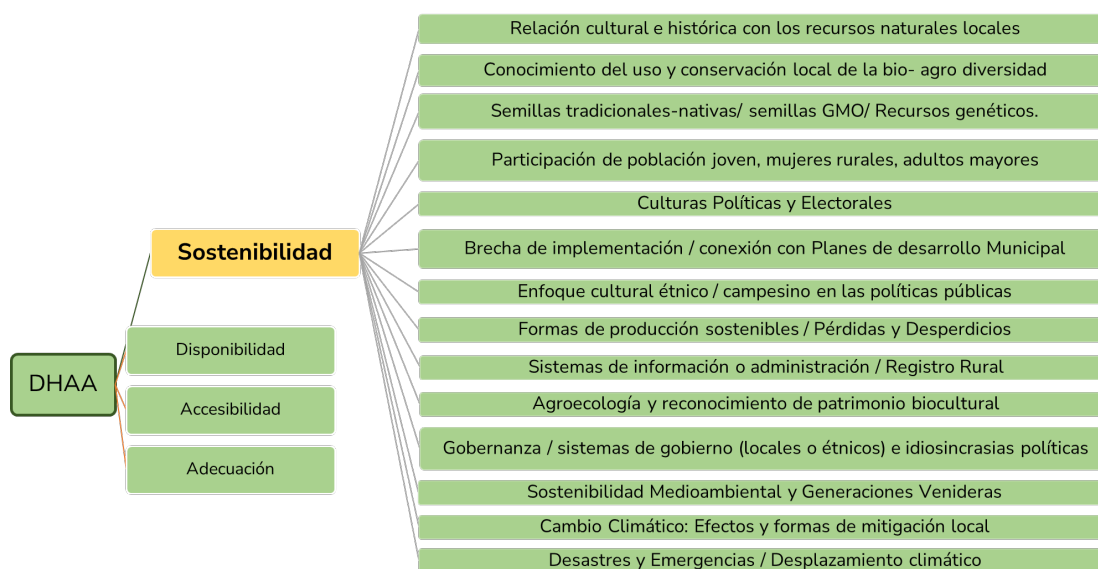 DHAA
Sostenibilidad
Disponibilidad
Accesibilidad
Adecuación
Relación cultural e histórica con los recursos naturales locales
Conocimiento del uso y conservación local de la bio- agro diversidad
Semillas tradicionales-nativas/ semillas GMO/ Recursos genéticos.
Participación de población joven, mujeres rurales, adultos mayores
Culturas Políticas y Electorales
Brecha de implementación / conexión con Planes de desarrollo Municipal
Enfoque cultural étnico / campesino en las políticas públicas
Formas de producción sostenibles / Pérdidas y Desperdicios
Sistemas de información o administración / Registro Rural
Agroecología y reconocimiento de patrimonio biocultural
Gobernanza / sistemas de gobierno (locales o étnicos) e idiosincrasias políticas
Sostenibilidad Medioambiental y Generaciones Venideras
Cambio Climático: Efectos y formas de mitigación local
Desastres y Emergencias / Desplazamiento climático